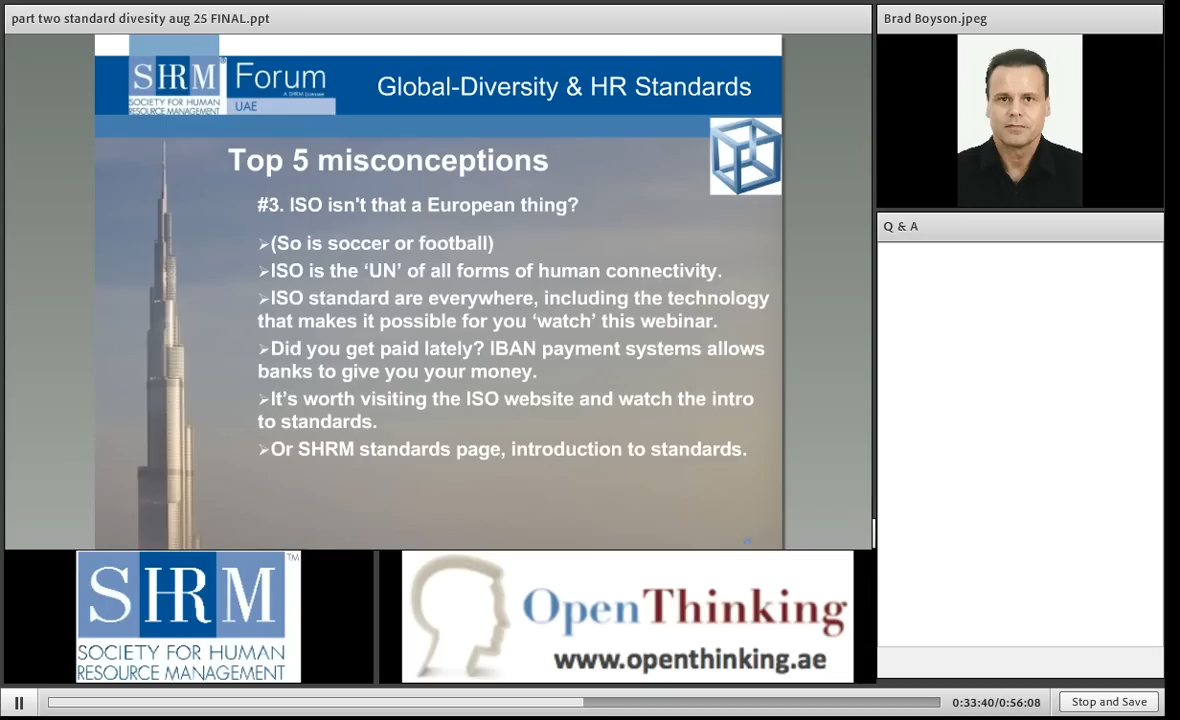 part two standard divesity aug 25 FINAL.ppt
Brad Boyson.jpeg
SHRM Forum
SOCIETY FOR HUMAN
RESOURCE MANAGEMENT
UAE
Global-Diversity & HR Standards
Top 5 misconceptions
#3. ISO isn't that a European thing?
➢(So is soccer or football)
➢ISO is the ‘UN’ of all forms of human connectivity.
➢ISO standard are everywhere, including the technology
that makes it possible for you ‘watch’ this webinar.
➢Did you get paid lately? IBAN payment systems allows
banks to give you your money.
➢It’s worth visiting the ISO website and watch the intro
to standards.
➢Or SHRM standards page, introduction to standards.
Q & A
SHRM™
SOCIETY FOR HUMAN
RESOURCE MANAGEMENT
OpenThinking
www.openthinking.ae
0:33:40/0:56:08
Stop and Save